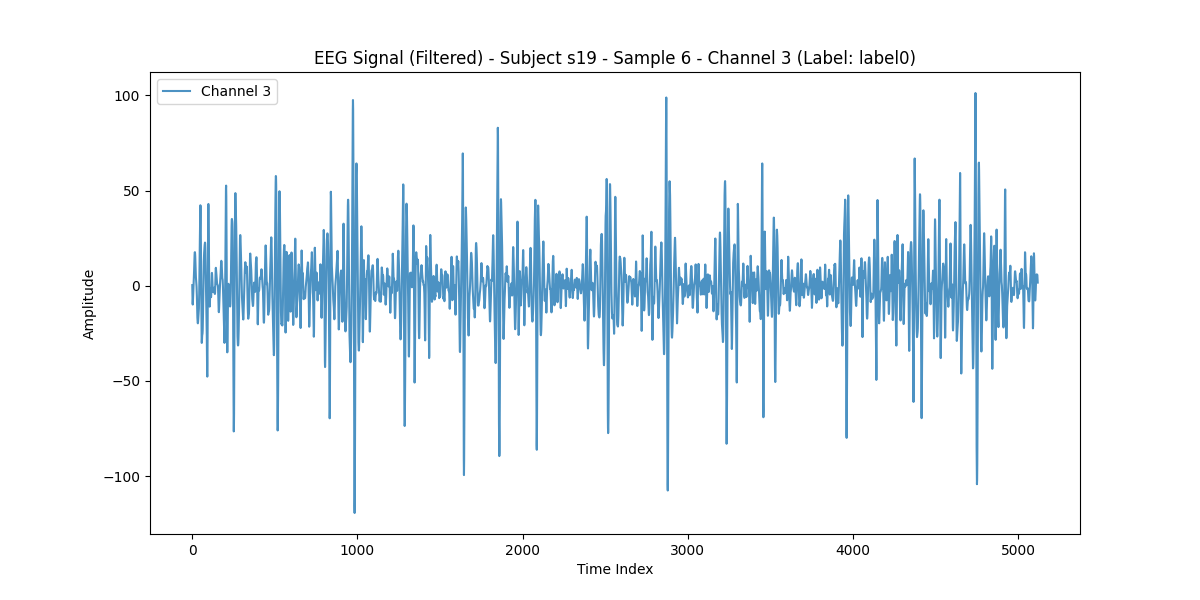 EEG Signal (Filtered) - Subject s19 - Sample 6 - Channel 3 (Label: label0)
Channel 3
100
50
0
−50
−100
Amplitude
0 1000 2000 3000 4000 5000
Time Index